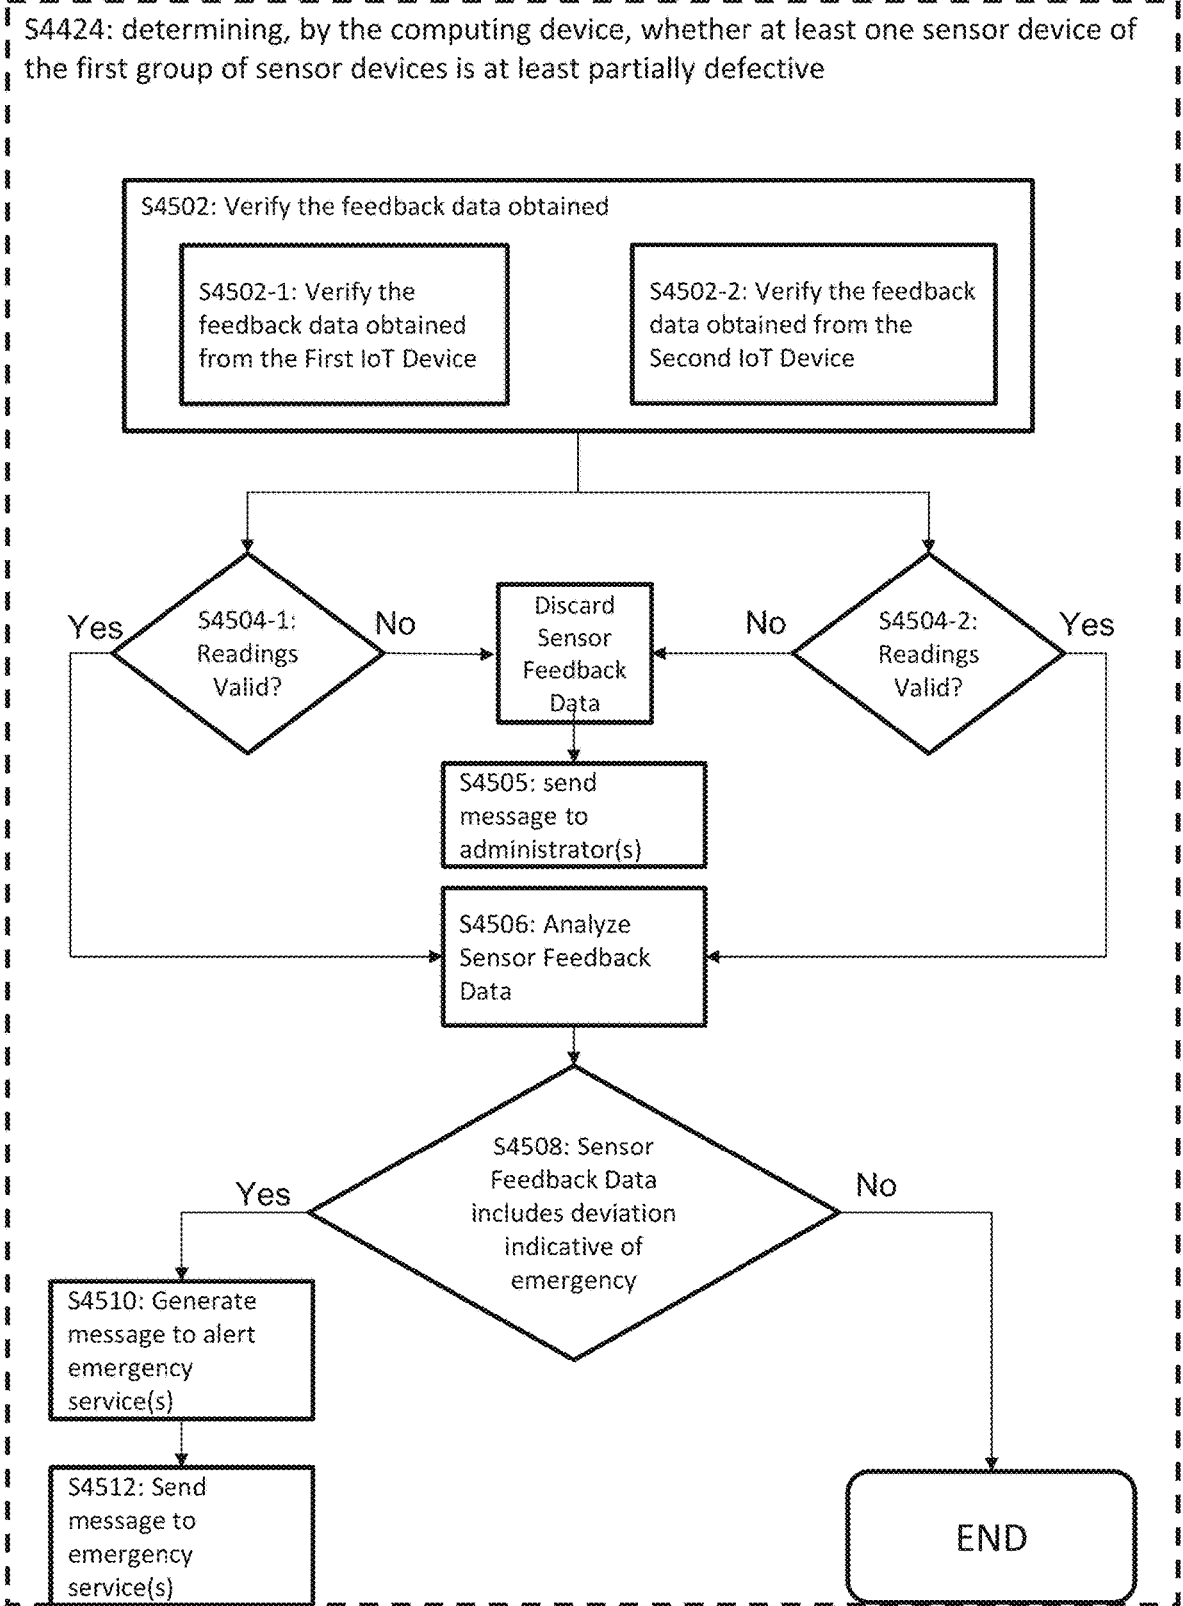 S4424: determining, by the computing device, whether at least one sensor device of
the first group of sensor devices is at least partially defective
S4502: Verify the feedback data obtained
S4502-1: Verify the
feedback data obtained
from the First IoT Device
S4502-2: Verify the feedback
data obtained from the
Second IoT Device
Yes
S4504-1:
Readings
Valid?
No
Discard
Sensor
Feedback
Data
No
S4504-2:
Readings
Valid?
Yes
S4505: send
message to
administrator(s)
S4506: Analyze
Sensor Feedback
Data
S4508: Sensor
Feedback Data
includes deviation
indicative of
emergency
Yes
No
S4510: Generate
message to alert
emergency
service(s)
S4512: Send
message to
emergency
service(s)
END